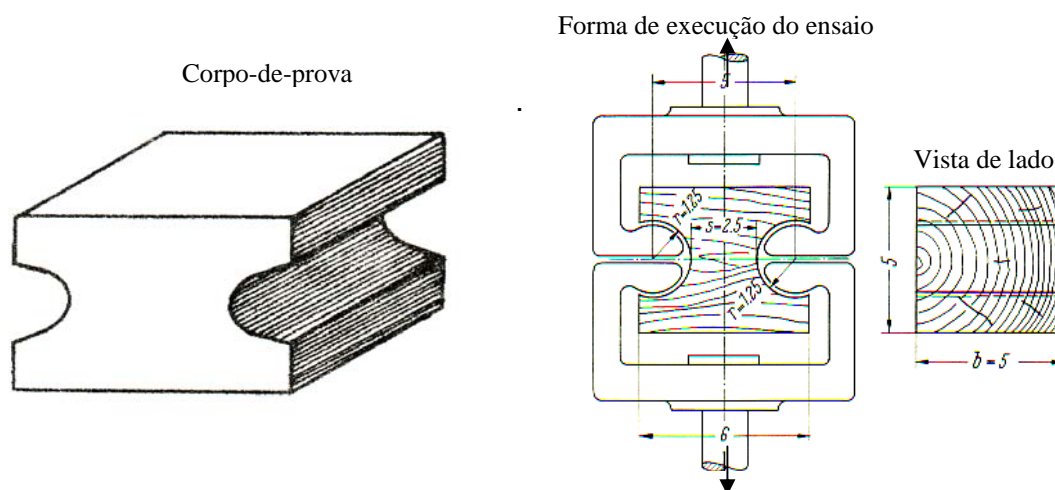 Forma de execução do ensaio
Corpo-de-prova
5
Vista de lado
r=1.25
s=2.5
5
r=1.25
b=5
6